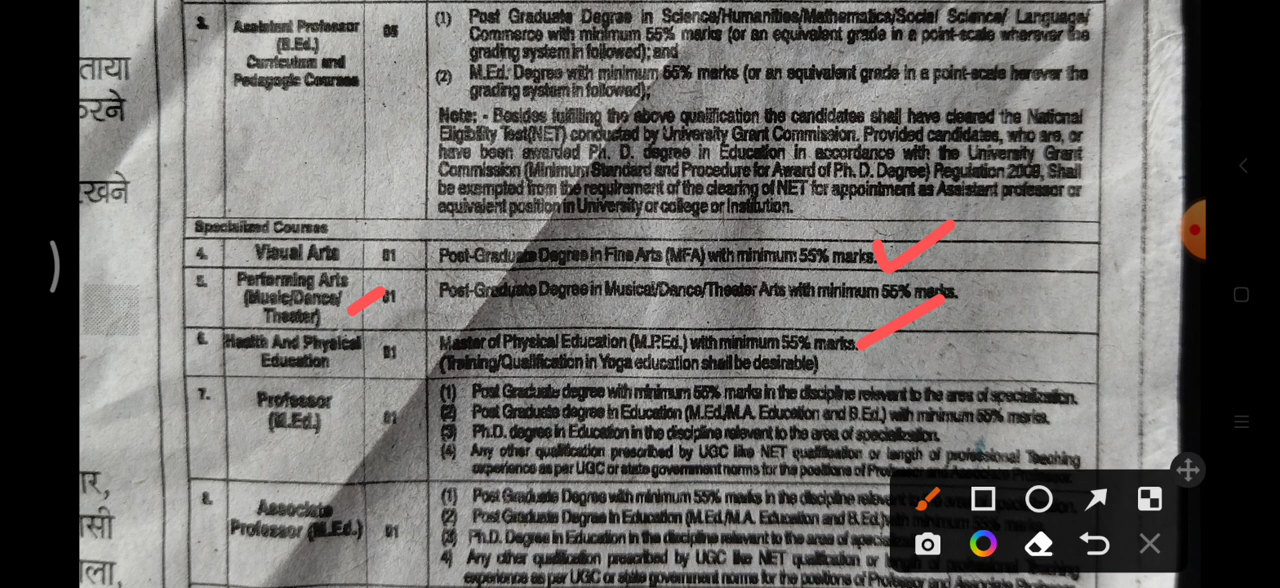 ताया
करने
खने
3. Assistant Professor (B.Ed.) Curriculum and Pedagogic Courses 05
(1) Post Graduate Degree in Science/Humanities/Mathematics/Social Science/ Language/
Commerce with minimum 55% marks (or an equivalent grade in a point-scale wherever the
grading system in followed); and
(2) M.Ed. Degree with minimum 55% marks (or an equivalent grade in a point-scale herever the
grading system in followed);
Note: - Besides fulfilling the above qualification the candidates shall have cleared the National
Eligibility Test(NET) conducted by University Grant Commission. Provided candidates, who are, or
have been awarded Ph. D. degree in Education in accordance with the University Grant
Commission (Minimum Standard and Procedure for Award of Ph. D. Degree) Regulation 2009, Shall
be exempted from the requirement of the clearing of NET for appointment as Assistant professor or
equivalent position in University or college or Institution.
Specialized Courses
4. Visual Arts 01 Post-Graduate Degree in Fine Arts (MFA) with minimum 55% marks.
5. Performing Arts (Music/Dance/ Theater) 01 Post-Graduate Degree in Musical/Dance/Theater Arts with minimum 55% marks.
6. Health And Physical Education 01 Master of Physical Education (M.P.Ed.) with minimum 55% marks.
(Training/Qualification in Yoga education shall be desirable)
7. Professor (M.Ed.) 01
(1) Post Graduate degree with minimum 55% marks in the discipline relevant to the area of specialization.
(2) Post Graduate degree in Education (M.Ed./M.A. Education and B.Ed.) with minimum 55% marks.
(3) Ph.D. degree in Education in the discipline relevant to the area of specialization.
(4) Any other qualification prescribed by UGC like NET qualification or length of professional Teaching
experience as per UGC or state government norms for the positions of Professor and Associate Professor.
8. Associate Professor (M.Ed.) 01
(1) Post Graduate Degree with minimum 55% marks in the discipline relevant
(2) Post Graduate Degree in Education (M.Ed./M.A. Education and B.Ed.) with minimum 55% marks.
(3) Ph.D. Degree in Education in the discipline relevant to the area of
4) Any other qualification prescribed by UGC like NET qualification or length of professional Teaching
experience as per UGC or state government norms for the positions of Professor and Associate Professor
र,
सी
ला,